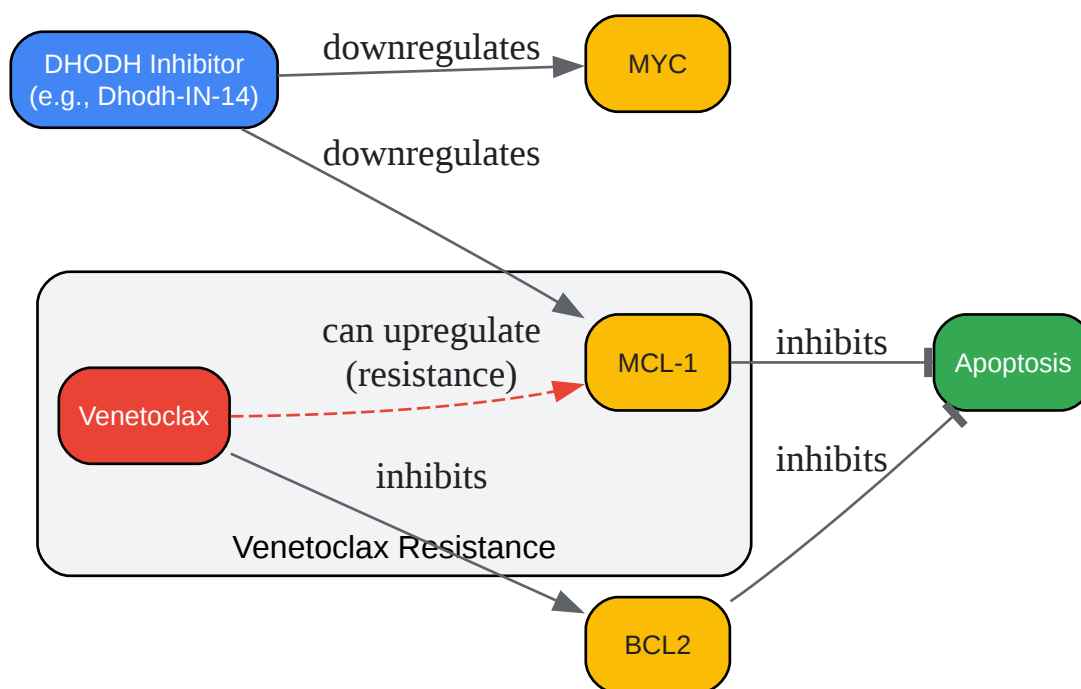 DHODH Inhibitor
(e.g., Dhodh-IN-14)
downregulates
MYC
downregulates
can upregulate
(resistance)
MCL-1
inhibits
Apoptosis
Venetoclax
inhibits
inhibits
Venetoclax Resistance
BCL2